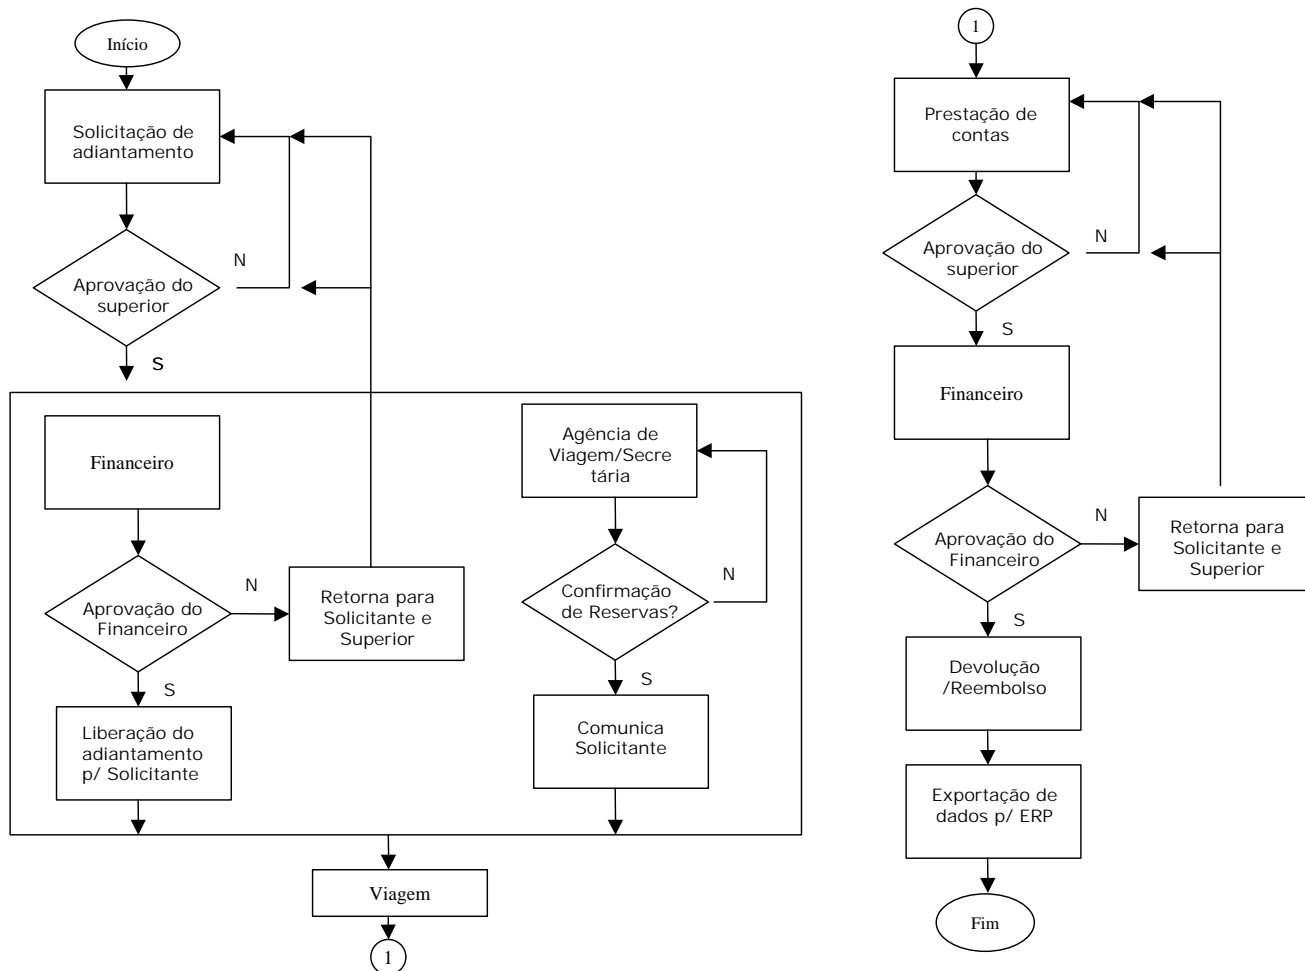 Início
Solicitação de
adiantamento
Aprovação do
superior
N
S
Financeiro
Aprovação do
Financeiro
N
Retorna para
Solicitante e
Superior
S
Liberação do
adiantamento
p/ Solicitante
Agência de
Viagem/Secre
tária
Confirmação
de Reservas?
N
S
Comunica
Solicitante
Viagem
1
1
Prestação de
contas
Aprovação do
superior
N
S
Financeiro
Aprovação do
Financeiro
N
Retorna para
Solicitante e
Superior
S
Devolução
/Reembolso
Exportação de
dados p/ ERP
Fim